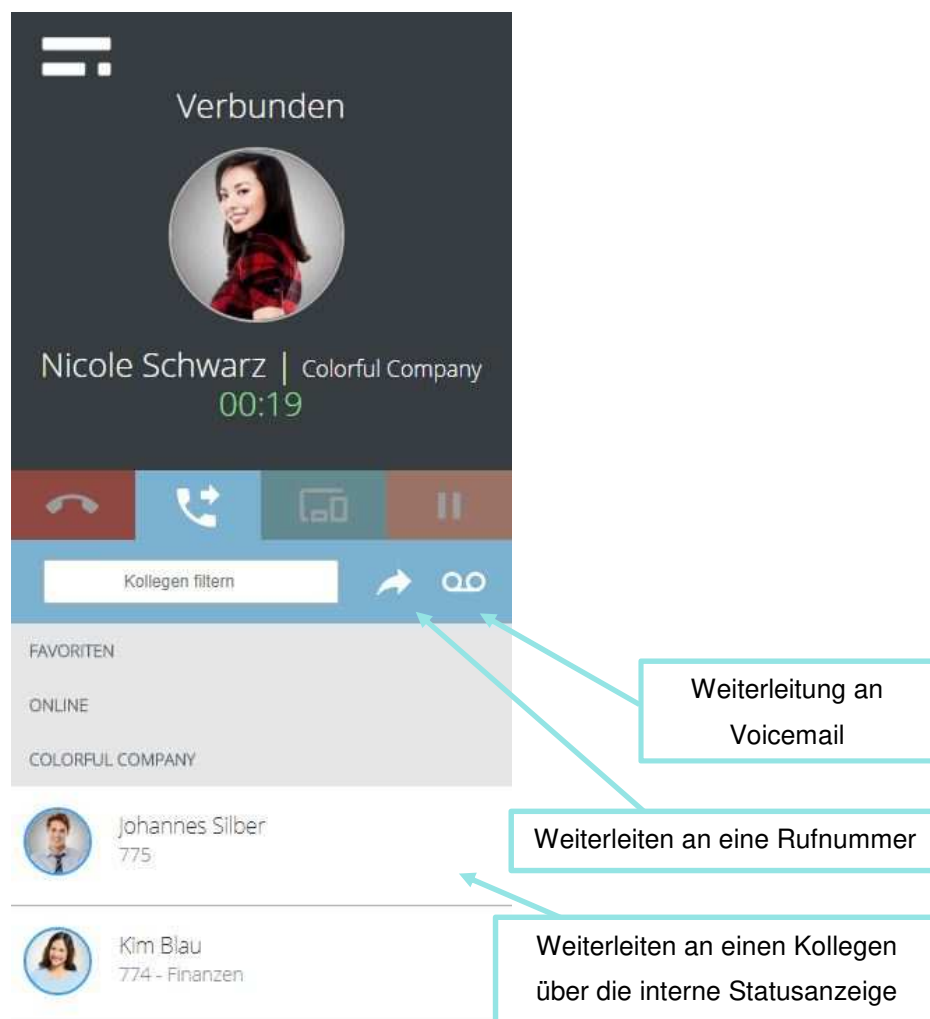 Verbunden
Nicole Schwarz | Colorful Company
00:19
Kollegen filtern
FAVORITEN
ONLINE
COLORFUL COMPANY
Johannes Silber
775
Kim Blau
774 - Finanzen
Weiterleitung an
Voicemail
Weiterleiten an eine Rufnummer
Weiterleiten an einen Kollegen
über die interne Statusanzeige